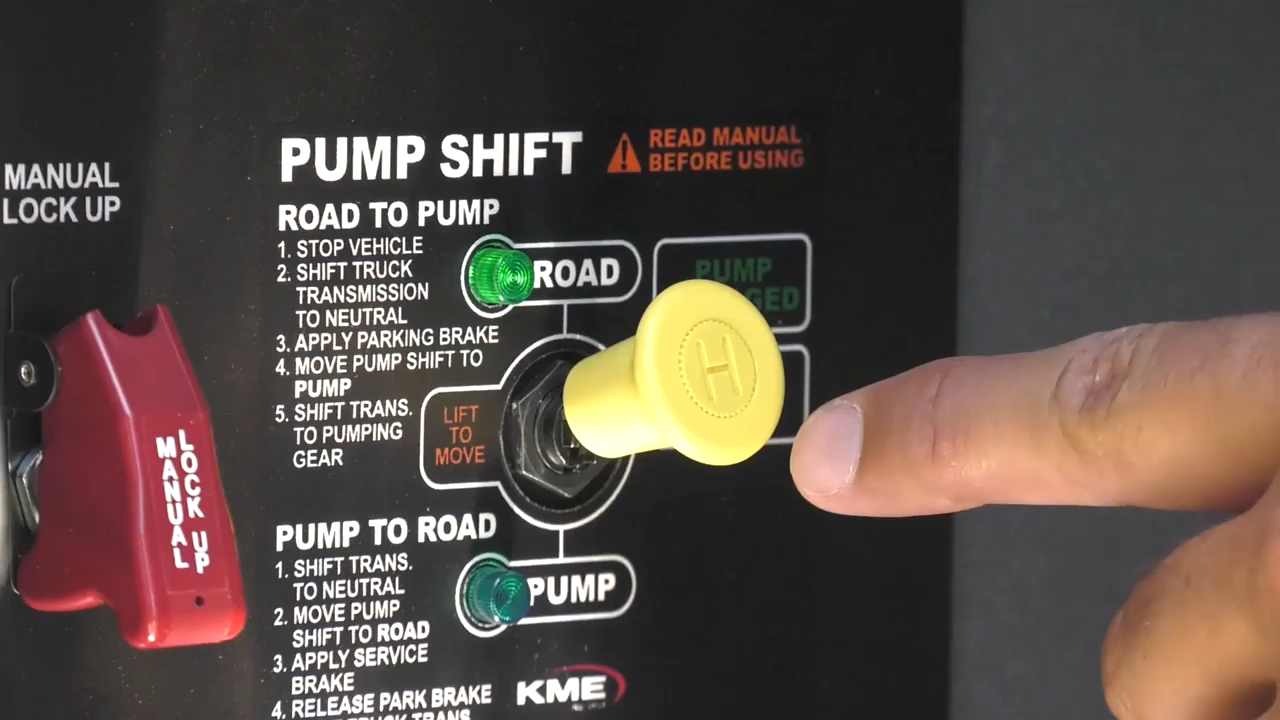 MANUAL
LOCK UP
MANUAL
LOCK UP
PUMP SHIFT
READ MANUAL
BEFORE USING
ROAD TO PUMP
1. STOP VEHICLE
2. SHIFT TRUCK
TRANSMISSION
TO NEUTRAL
3. APPLY PARKING BRAKE
4. MOVE PUMP SHIFT TO
PUMP
5. SHIFT TRANS.
TO PUMPING
GEAR
ROAD
PUMP
LIFT
TO
MOVE
H
PUMP TO ROAD
1. SHIFT TRANS.
TO NEUTRAL
2. MOVE PUMP
SHIFT TO ROAD
3. APPLY SERVICE
BRAKE
4. RELEASE PARK BRAKE
PUMP
KME